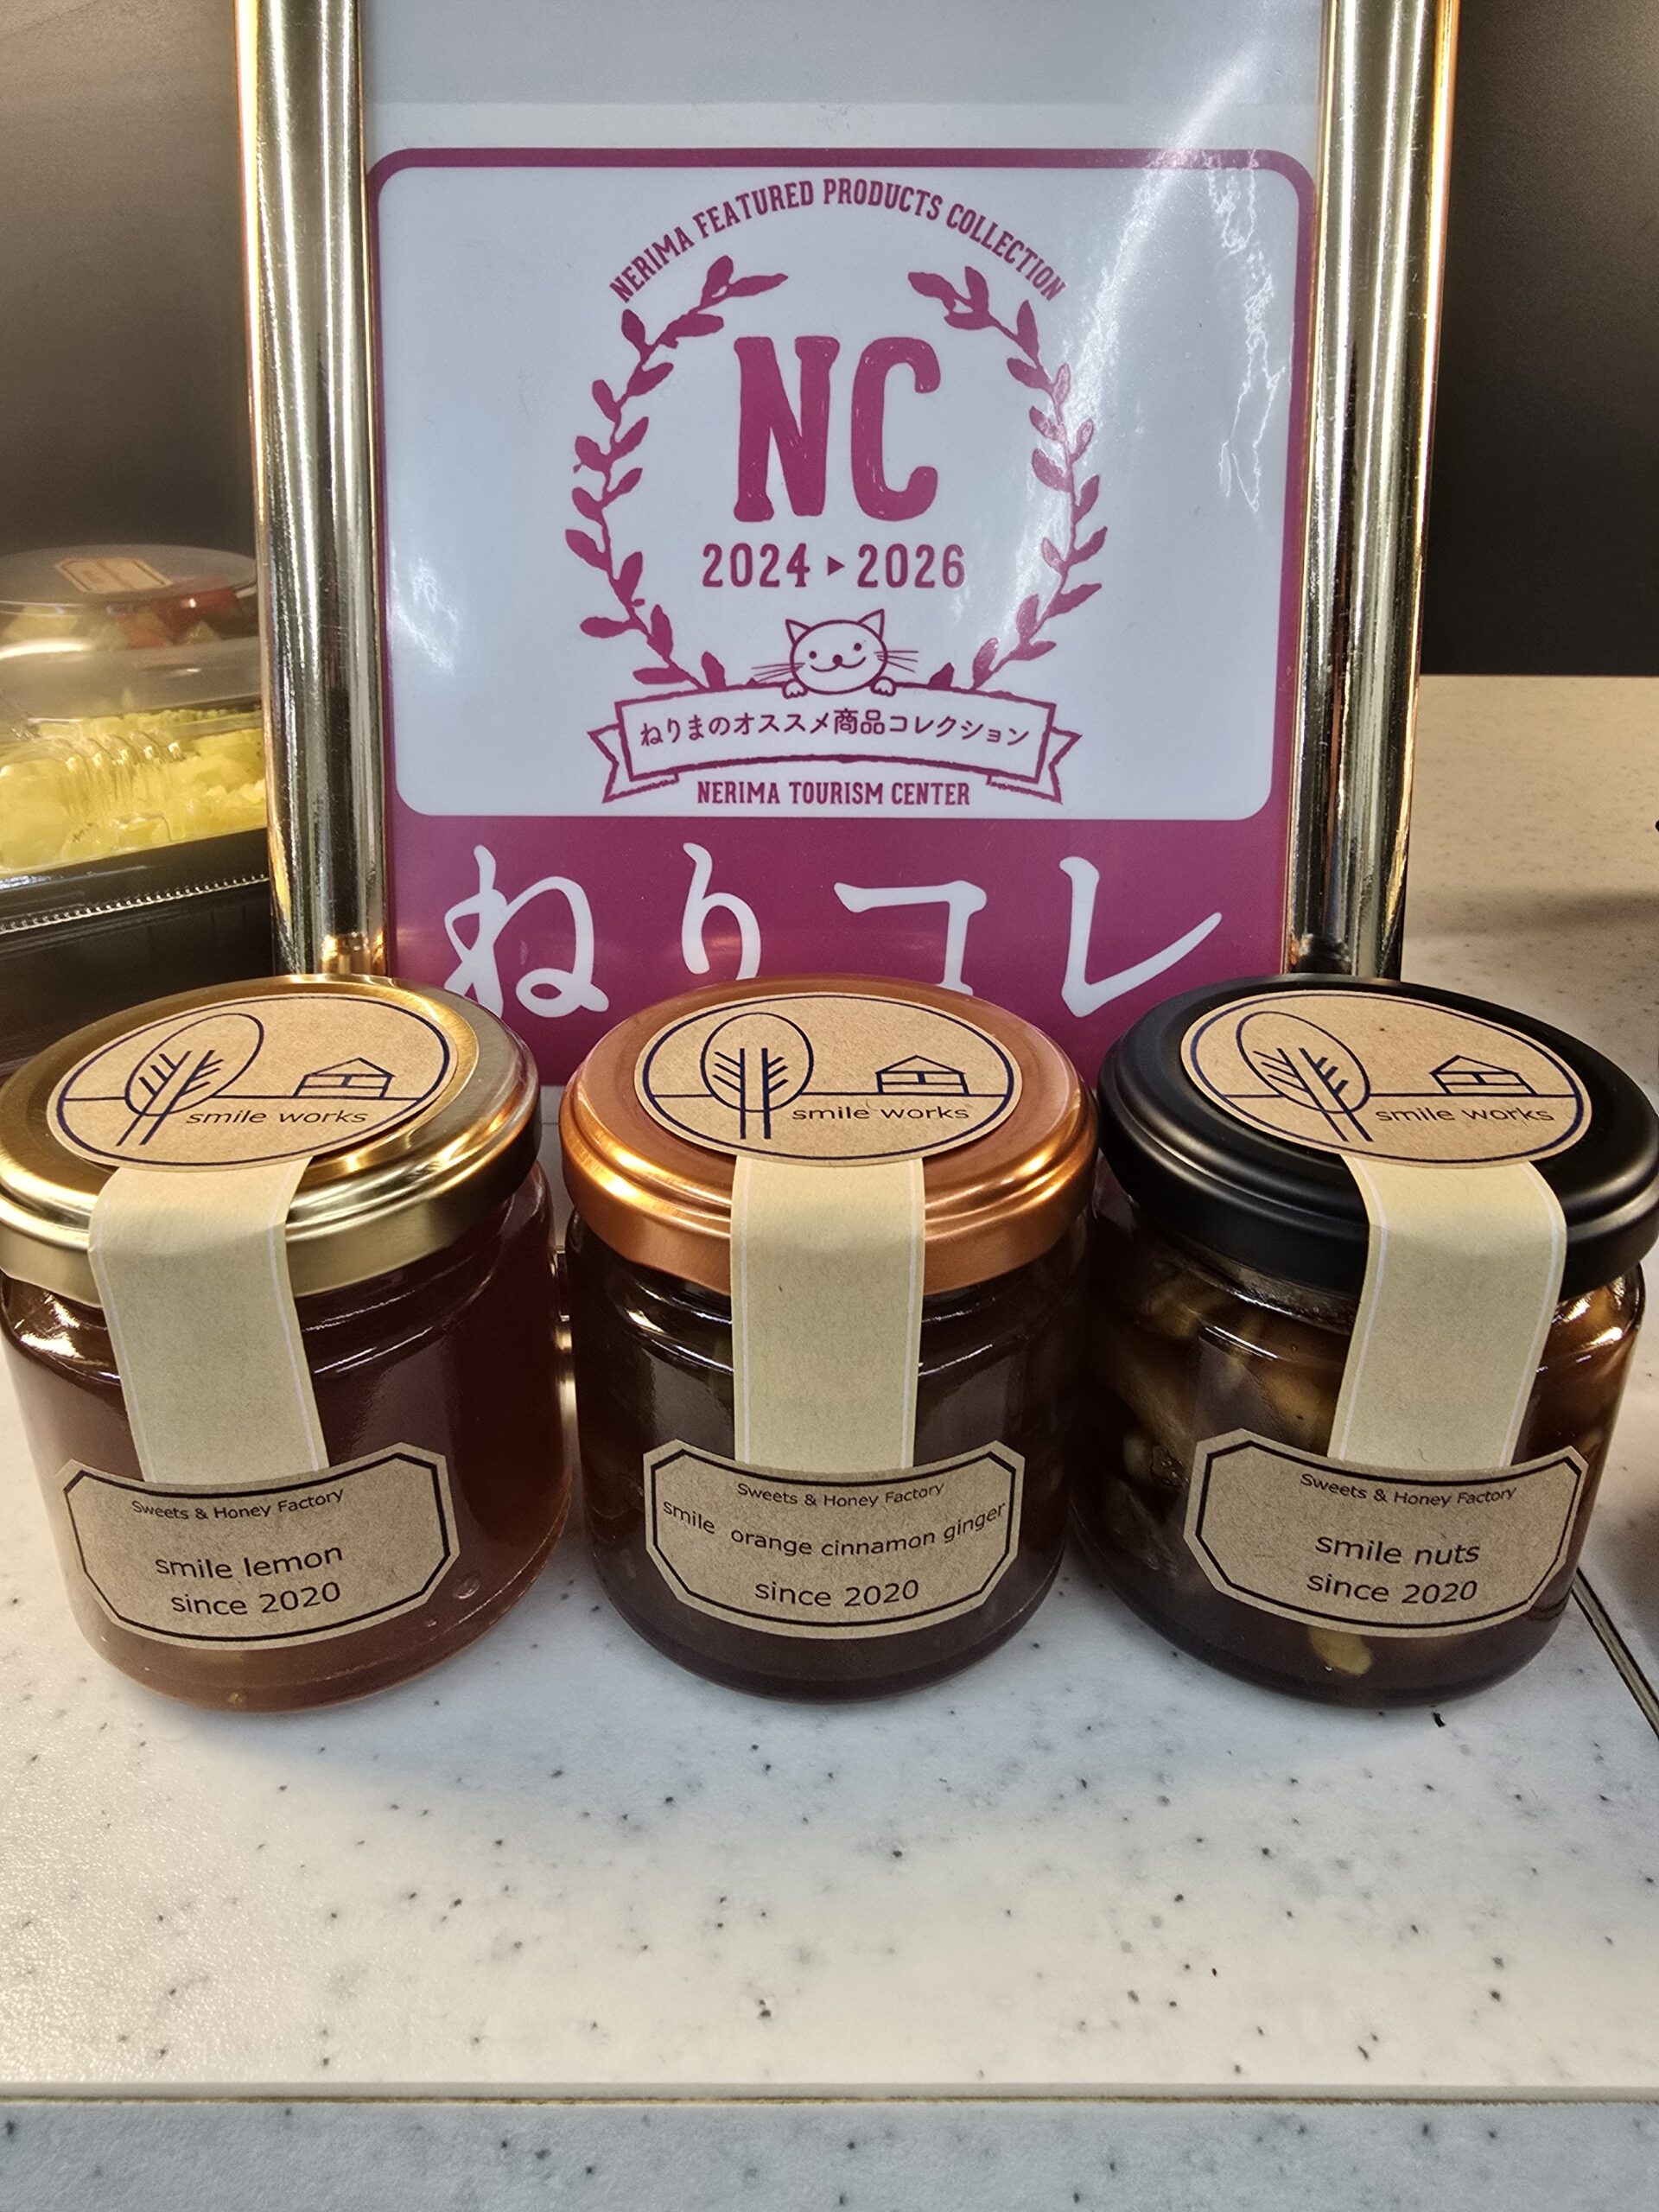 NERIMA FEATURED PRODUCTS COLLECTION
NC
2024▸2026
ねりまのオススメ商品コレクション
NERIMA TOURISM CENTER
ねりコレ
smile works
smile works
smile works
Sweets & Honey Factory
smile lemon
since 2020
Sweets & Honey Factory
smile orange cinnamon ginger
since 2020
Sweets & Honey Factory
smile nuts
since 2020